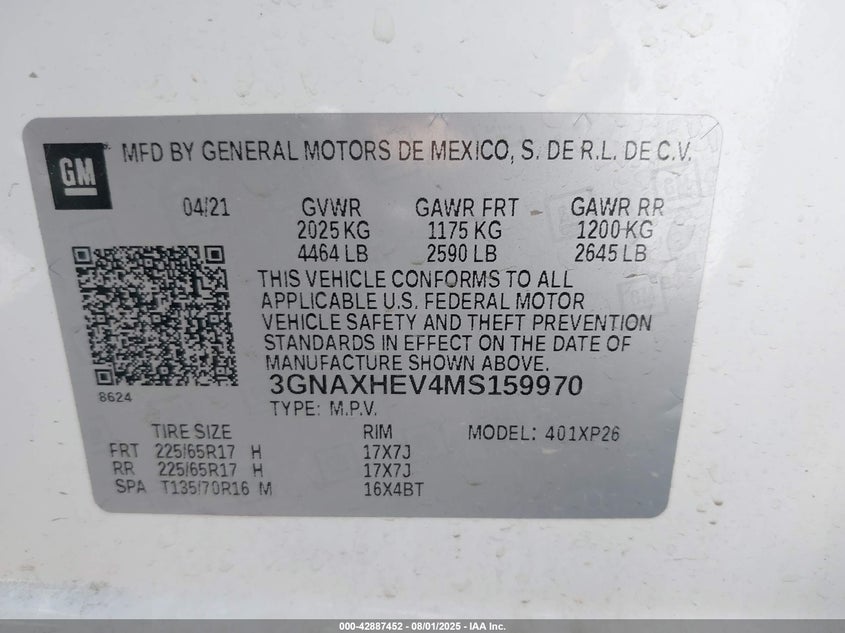 GM
MFD BY GENERAL MOTORS DE MEXICO, S. DE R.L. DE C.V.
04/21 GVWR GAWR FRT GAWR RR
2025 KG 1175 KG 1200 KG
4464 LB 2590 LB 2645 LB
THIS VEHICLE CONFORMS TO ALL
APPLICABLE U.S. FEDERAL MOTOR
VEHICLE SAFETY AND THEFT PREVENTION
STANDARDS IN EFFECT ON THE DATE OF
MANUFACTURE SHOWN ABOVE.
3GNAXHEV4MS159970
8624
TYPE: M.P.V.
TIRE SIZE RIM MODEL: 401XP26
FRT 225/65R17 H 17X7J
RR 225/65R17 H 17X7J
SPA T135/70R16 M 16X4BT
000-42887452 - 08/01/2025 - IAA Inc.